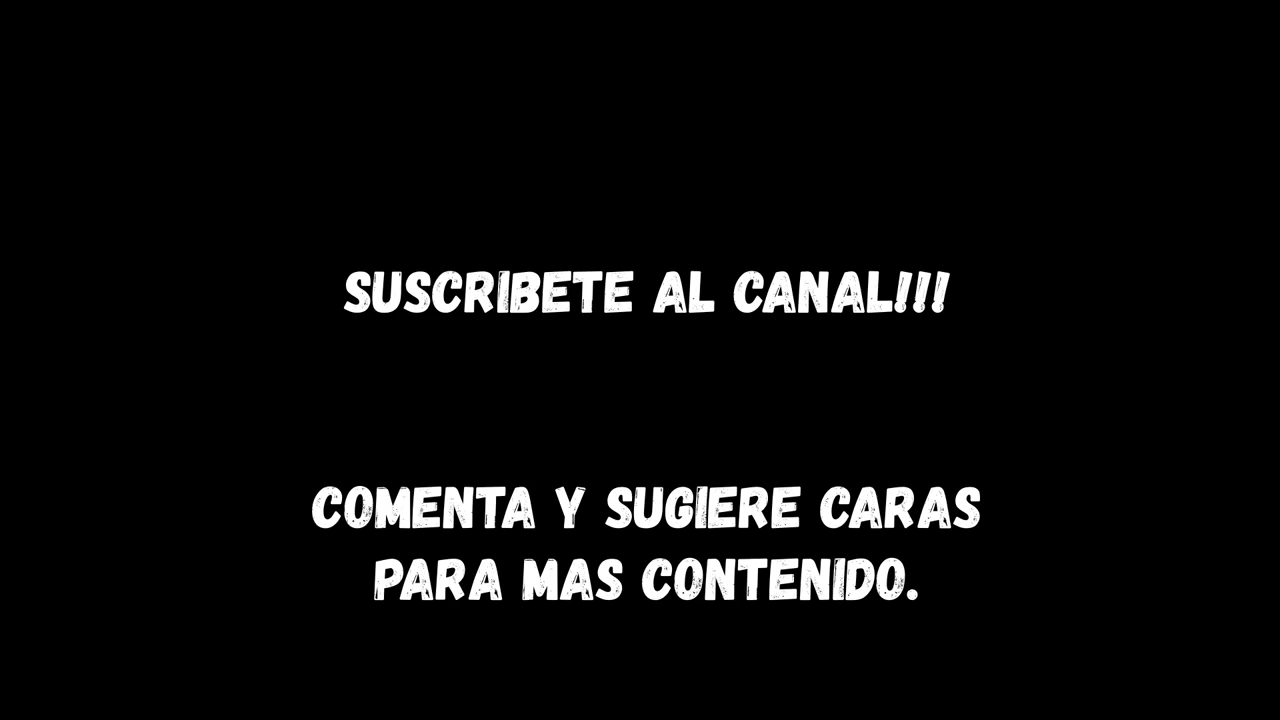 SUSCRIBETE AL CANAL!!!
COMENTA Y SUGIERE CARAS
PARA MAS CONTENIDO.